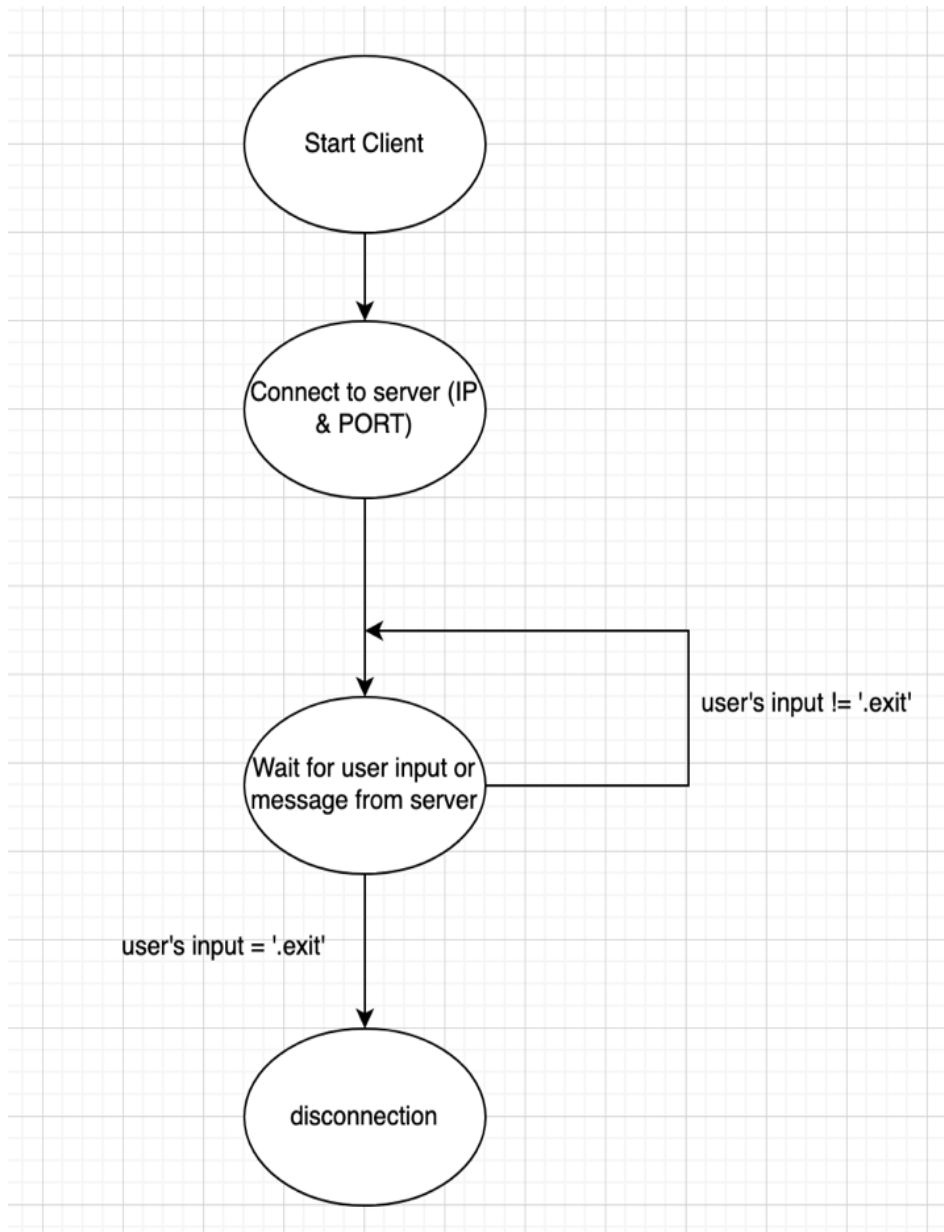 Start Client
Connect to server (IP
& PORT)
user's input != '.exit'
Wait for user input or
message from server
user's input = '.exit'
disconnection